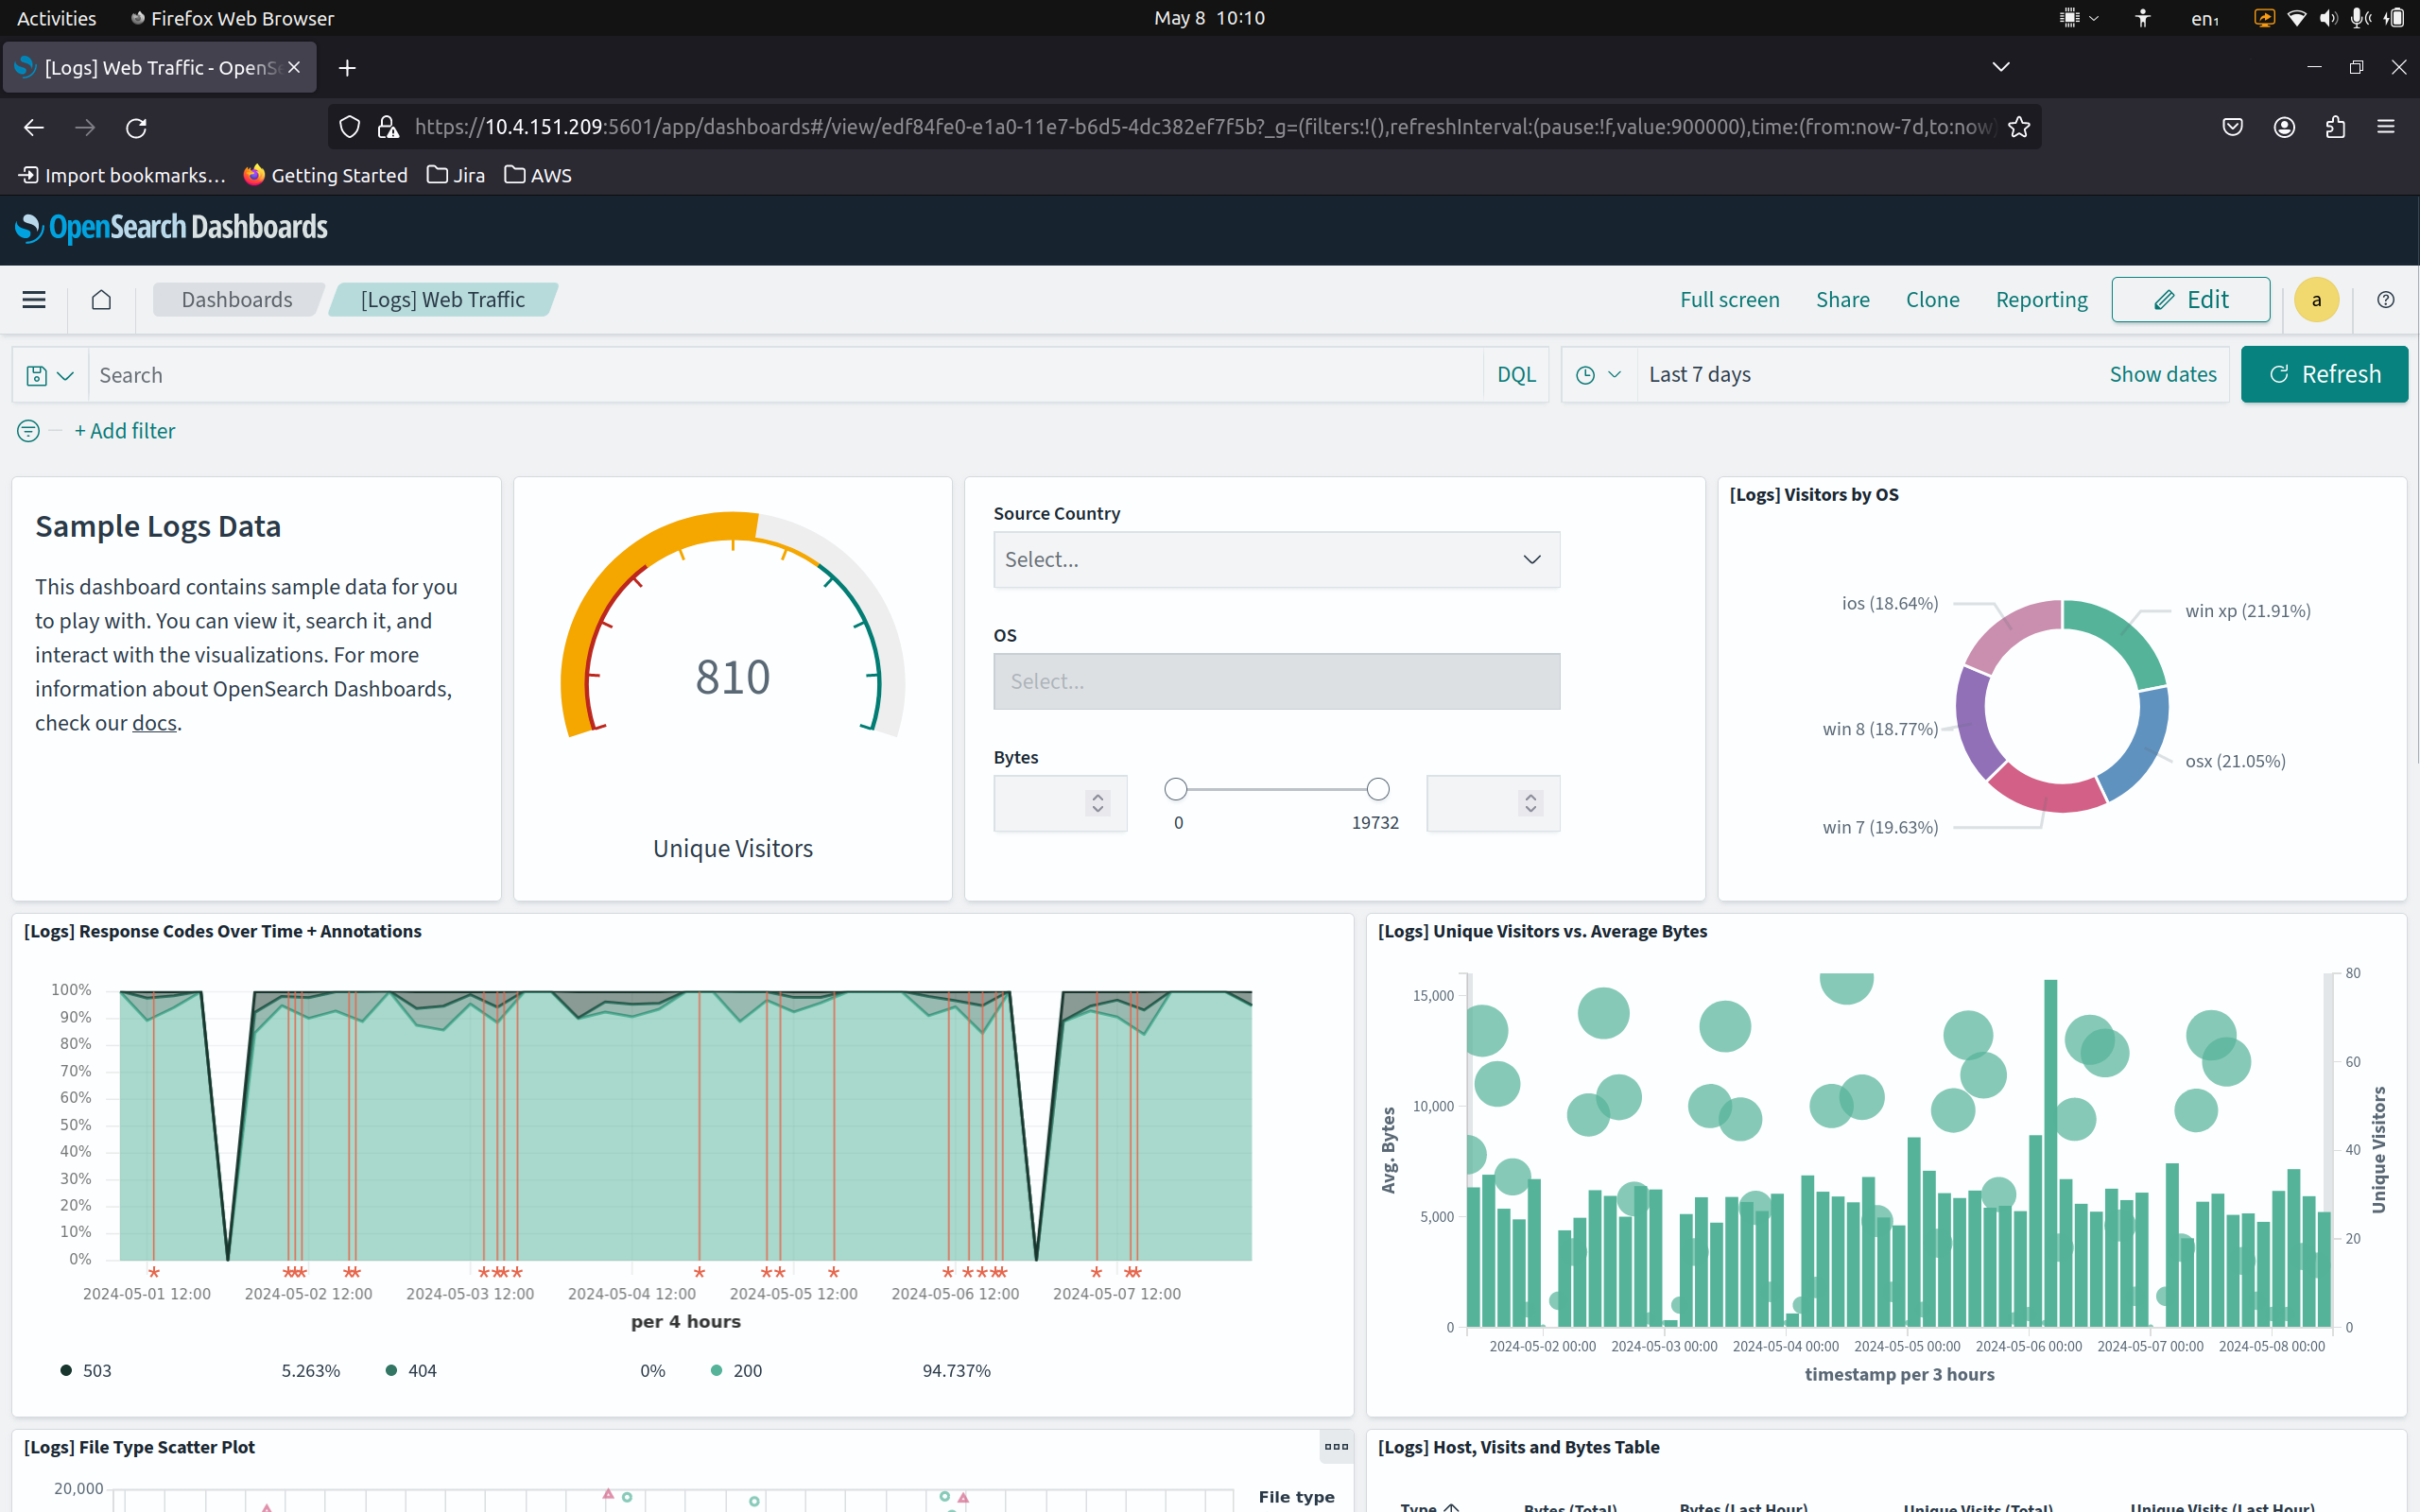 Activities
Firefox Web Browser
May 8 10:10
en₁
[Logs] Web Traffic - OpenS
https://10.4.151.209:5601/app/dashboards#/view/edf84fe0-e1a0-11e7-b6d5-4dc382ef7f5b?_g=(filters:!(),refreshInterval:(pause:!f,value:900000),time:(from:now-7d,to:now
Import bookmarks... Getting Started Jira AWS
OpenSearch Dashboards
Dashboards [Logs] Web Traffic
Full screen Share Clone Reporting Edit a
Search DQL Last 7 days Show dates Refresh
+ Add filter
Sample Logs Data
This dashboard contains sample data for you
to play with. You can view it, search it, and
interact with the visualizations. For more
information about OpenSearch Dashboards,
check our docs.
810
Unique Visitors
Source Country
Select...
OS
Select...
Bytes
0 19732
[Logs] Visitors by OS
ios (18.64%)
win xp (21.91%)
win 8 (18.77%)
osx (21.05%)
win 7 (19.63%)
[Logs] Response Codes Over Time + Annotations
100%
90%
80%
70%
60%
50%
40%
30%
20%
10%
0%
2024-05-01 12:00 2024-05-02 12:00 2024-05-03 12:00 2024-05-04 12:00 2024-05-05 12:00 2024-05-06 12:00 2024-05-07 12:00
per 4 hours
503 5.263% 404 0% 200 94.737%
[Logs] Unique Visitors vs. Average Bytes
15,000
10,000
5,000
0
Avg. Bytes
80
60
40
20
0
Unique Visitors
2024-05-02 00:00 2024-05-03 00:00 2024-05-04 00:00 2024-05-05 00:00 2024-05-06 00:00 2024-05-07 00:00 2024-05-08 00:00
timestamp per 3 hours
[Logs] File Type Scatter Plot
20,000
File type
[Logs] Host, Visits and Bytes Table
Type Bytes (Total) Bytes (Last Hour) Unique Visits (Total) Unique Visits (Last Hour)